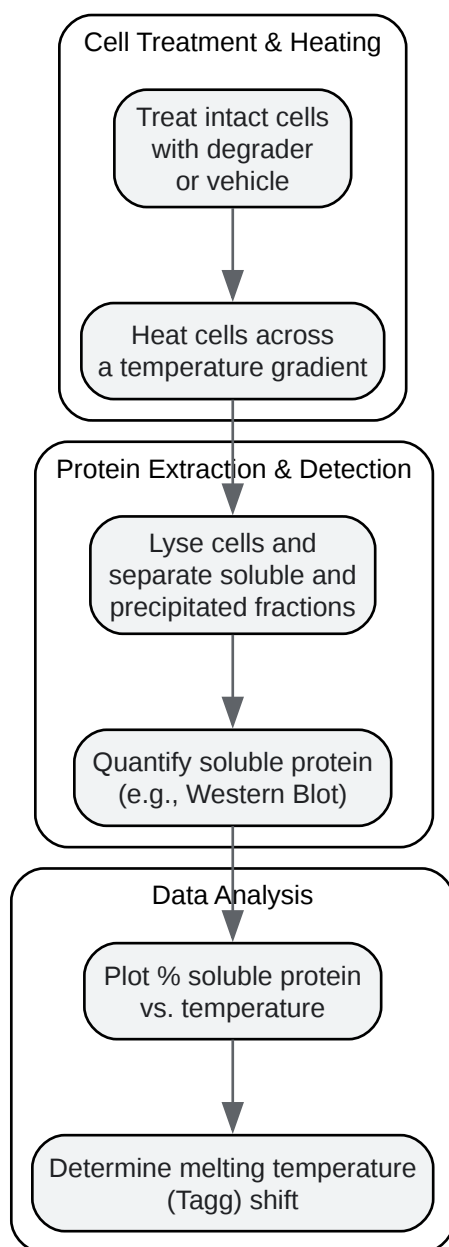 Cell Treatment & Heating
Treat intact cells
with degrader
or vehicle
Heat cells across
a temperature gradient
Protein Extraction & Detection
Lyse cells and
separate soluble and
precipitated fractions
Quantify soluble protein
(e.g., Western Blot)
Data Analysis
Plot % soluble protein
vs. temperature
Determine melting temperature
(Tagg) shift